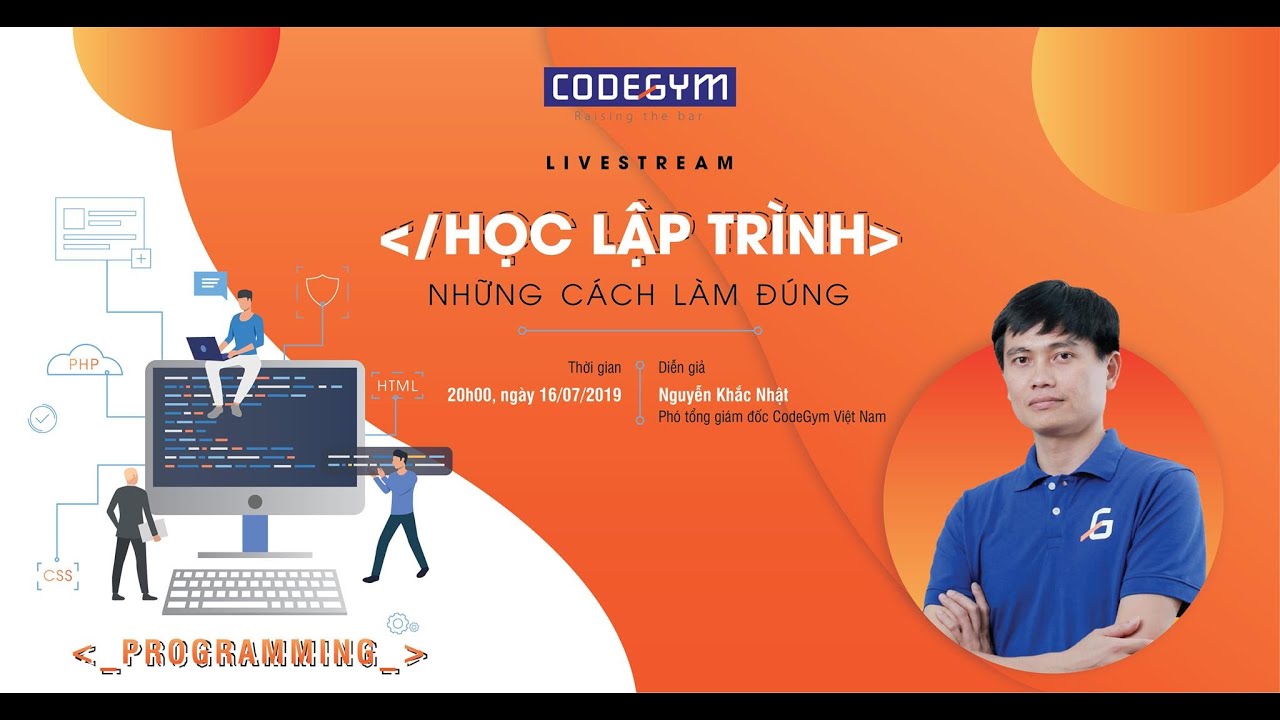 CODEGYM
Raising the bar
LIVESTREAM
</HỌC LẬP TRÌNH>
NHỮNG CÁCH LÀM ĐÚNG
Thời gian
20h00, ngày 16/07/2019
Diễn giả
Nguyễn Khắc Nhật
Phó tổng giám đốc CodeGym Việt Nam
PHP
HTML
CSS
<_PROGRAMMING_>
G